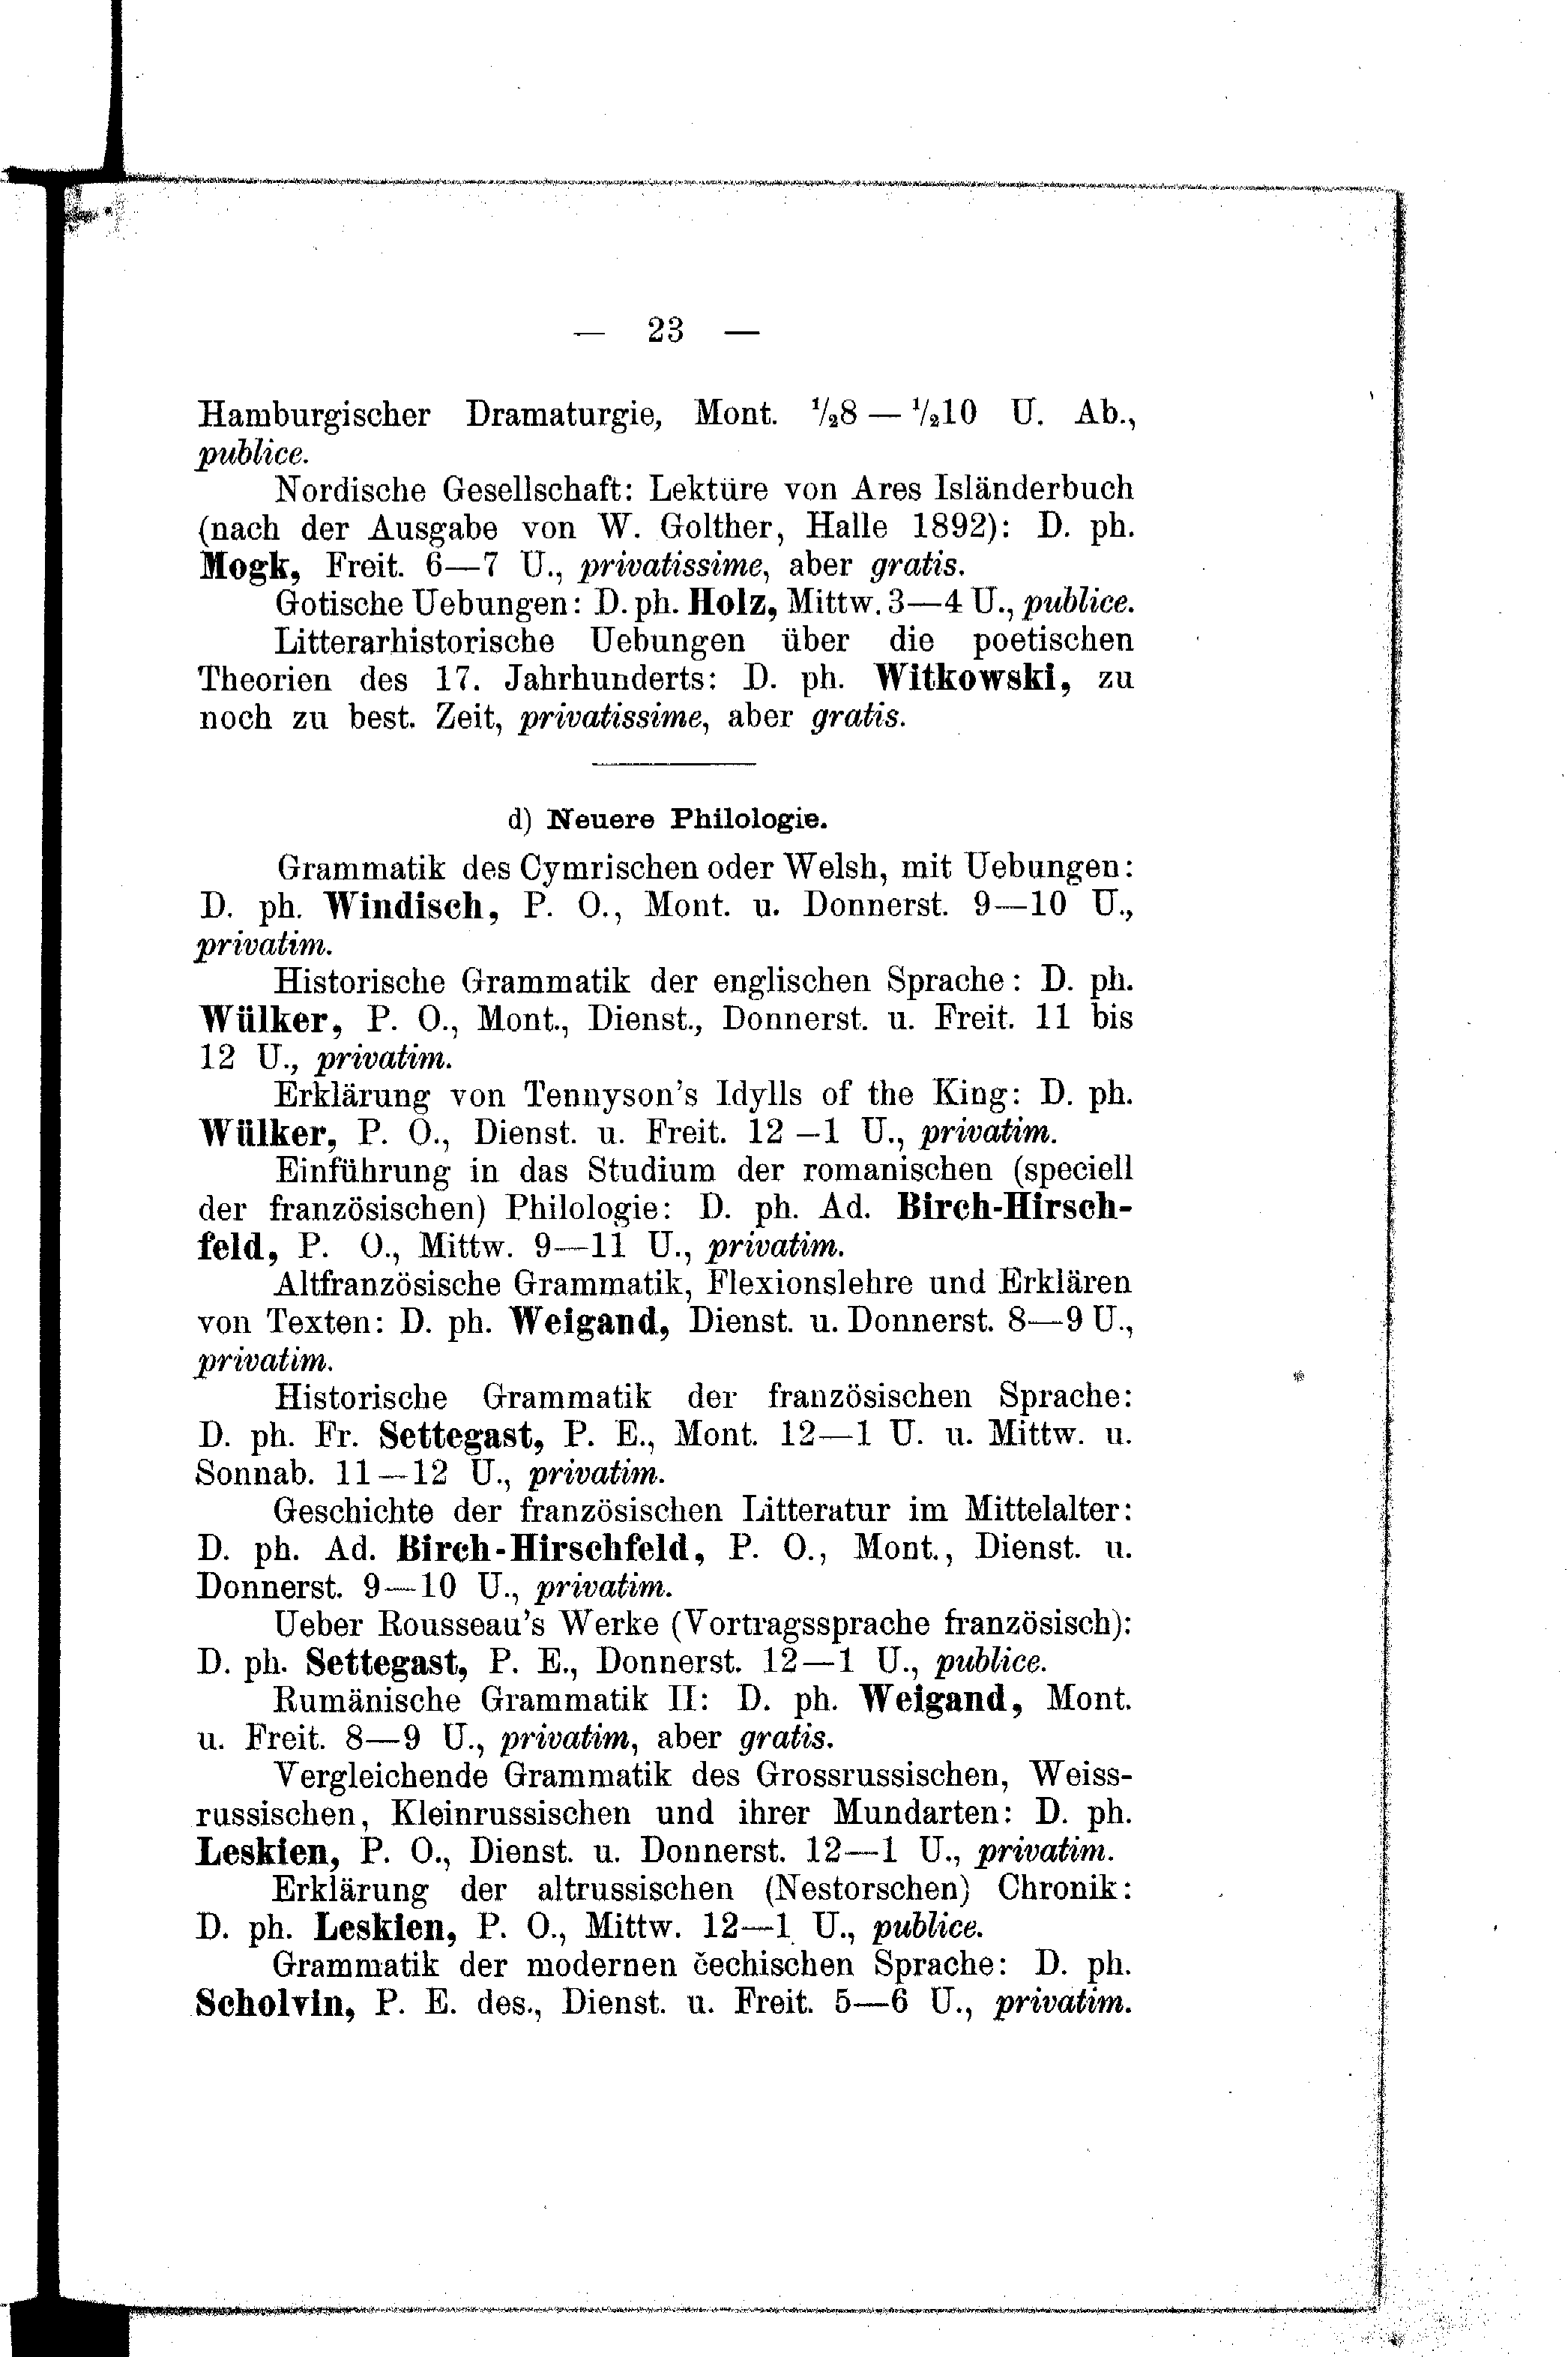 — 23 —
Hamburgischer Dramaturgie, Mont. ½8 — ½10 U. Ab.,
publice.
Nordische Gesellschaft: Lektüre von Ares Isländerbuch
(nach der Ausgabe von W. Golther, Halle 1892): D. ph.
Mogk, Freit. 6—7 U., privatissime, aber gratis.
Gotische Uebungen: D. ph. Holz, Mittw. 3—4 U., publice.
Litterarhistorische Uebungen über die poetischen
Theorien des 17. Jahrhunderts: D. ph. Witkowski, zu
noch zu best. Zeit, privatissime, aber gratis.
d) Neuere Philologie.
Grammatik des Cymrischen oder Welsh, mit Uebungen:
D. ph. Windisch, P. O., Mont. u. Donnerst. 9—10 U.,
privatim.
Historische Grammatik der englischen Sprache: D. ph.
Wülker, P. O., Mont., Dienst., Donnerst. u. Freit. 11 bis
12 U., privatim.
Erklärung von Tennyson's Idylls of the King: D. ph.
Wülker, P. O., Dienst. u. Freit. 12–1 U., privatim.
Einführung in das Studium der romanischen (speciell
der französischen) Philologie: D. ph. Ad. Birch-Hirsch-
feld, P. O., Mittw. 9—11 U., privatim.
Altfranzösische Grammatik, Flexionslehre und Erklären
von Texten: D. ph. Weigand, Dienst. u. Donnerst. 8—9 U.,
privatim.
Historische Grammatik der französischen Sprache:
D. ph. Fr. Settegast, P. E., Mont. 12—1 U. u. Mittw. u.
Sonnab. 11—12 U., privatim.
Geschichte der französischen Litteratur im Mittelalter:
D. ph. Ad. Birch-Hirschfeld, P. O., Mont., Dienst. u.
Donnerst. 9—10 U., privatim.
Ueber Rousseau's Werke (Vortragssprache französisch):
D. ph. Settegast, P. E., Donnerst. 12—1 U., publice.
Rumänische Grammatik II: D. ph. Weigand, Mont.
u. Freit. 8—9 U., privatim, aber gratis.
Vergleichende Grammatik des Grossrussischen, Weiss-
russischen, Kleinrussischen und ihrer Mundarten: D. ph.
Leskien, P. O., Dienst. u. Donnerst. 12—1 U., privatim.
Erklärung der altrussischen (Nestorschen) Chronik:
D. ph. Leskien, P. O., Mittw. 12—1 U., publice.
Grammatik der modernen čechischen Sprache: D. ph.
Scholvin, P. E. des., Dienst. u. Freit. 5—6 U., privatim.